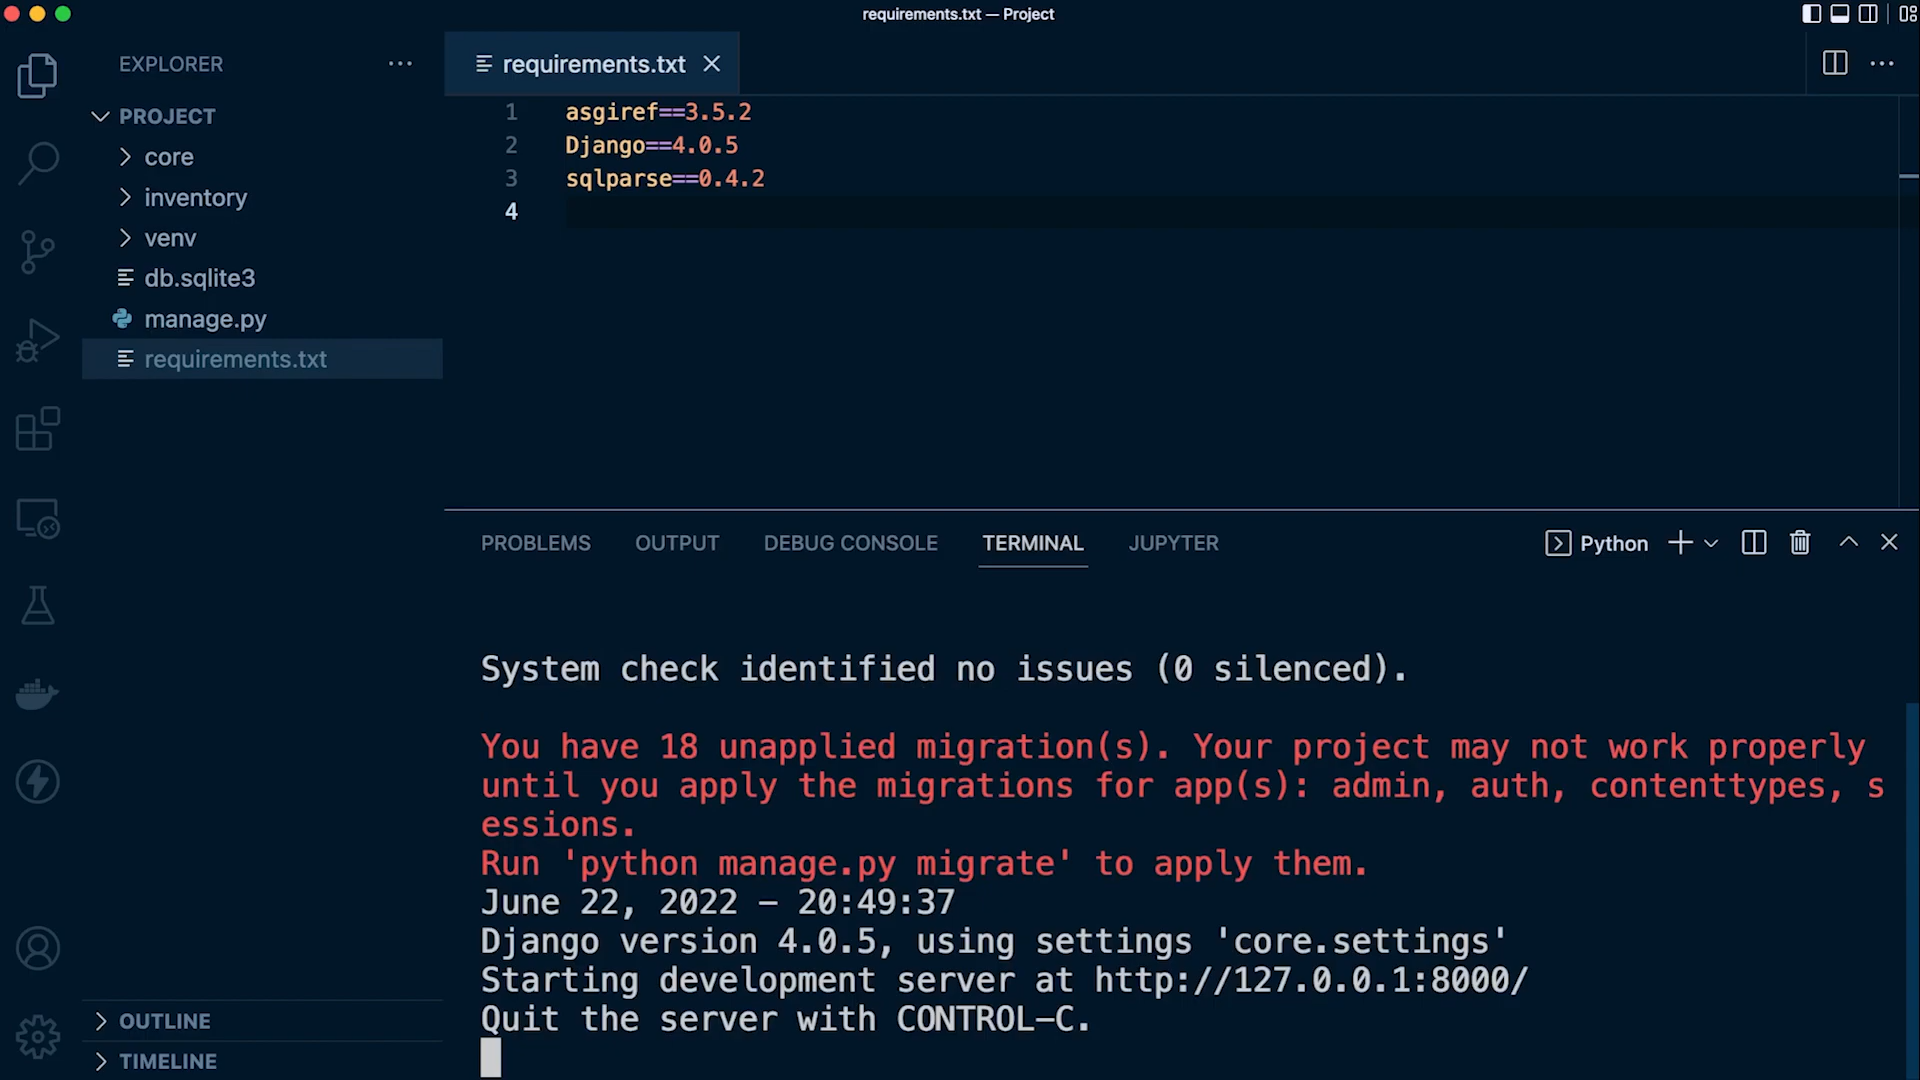 requirements.txt — Project
EXPLORER
PROJECT
core
inventory
venv
db.sqlite3
manage.py
requirements.txt
OUTLINE
TIMELINE
requirements.txt
1 asgiref==3.5.2
2 Django==4.0.5
3 sqlparse==0.4.2
4
PROBLEMS OUTPUT DEBUG CONSOLE TERMINAL JUPYTER Python
System check identified no issues (0 silenced).
You have 18 unapplied migration(s). Your project may not work properly
until you apply the migrations for app(s): admin, auth, contenttypes, s
essions.
Run 'python manage.py migrate' to apply them.
June 22, 2022 - 20:49:37
Django version 4.0.5, using settings 'core.settings'
Starting development server at http://127.0.0.1:8000/
Quit the server with CONTROL-C.